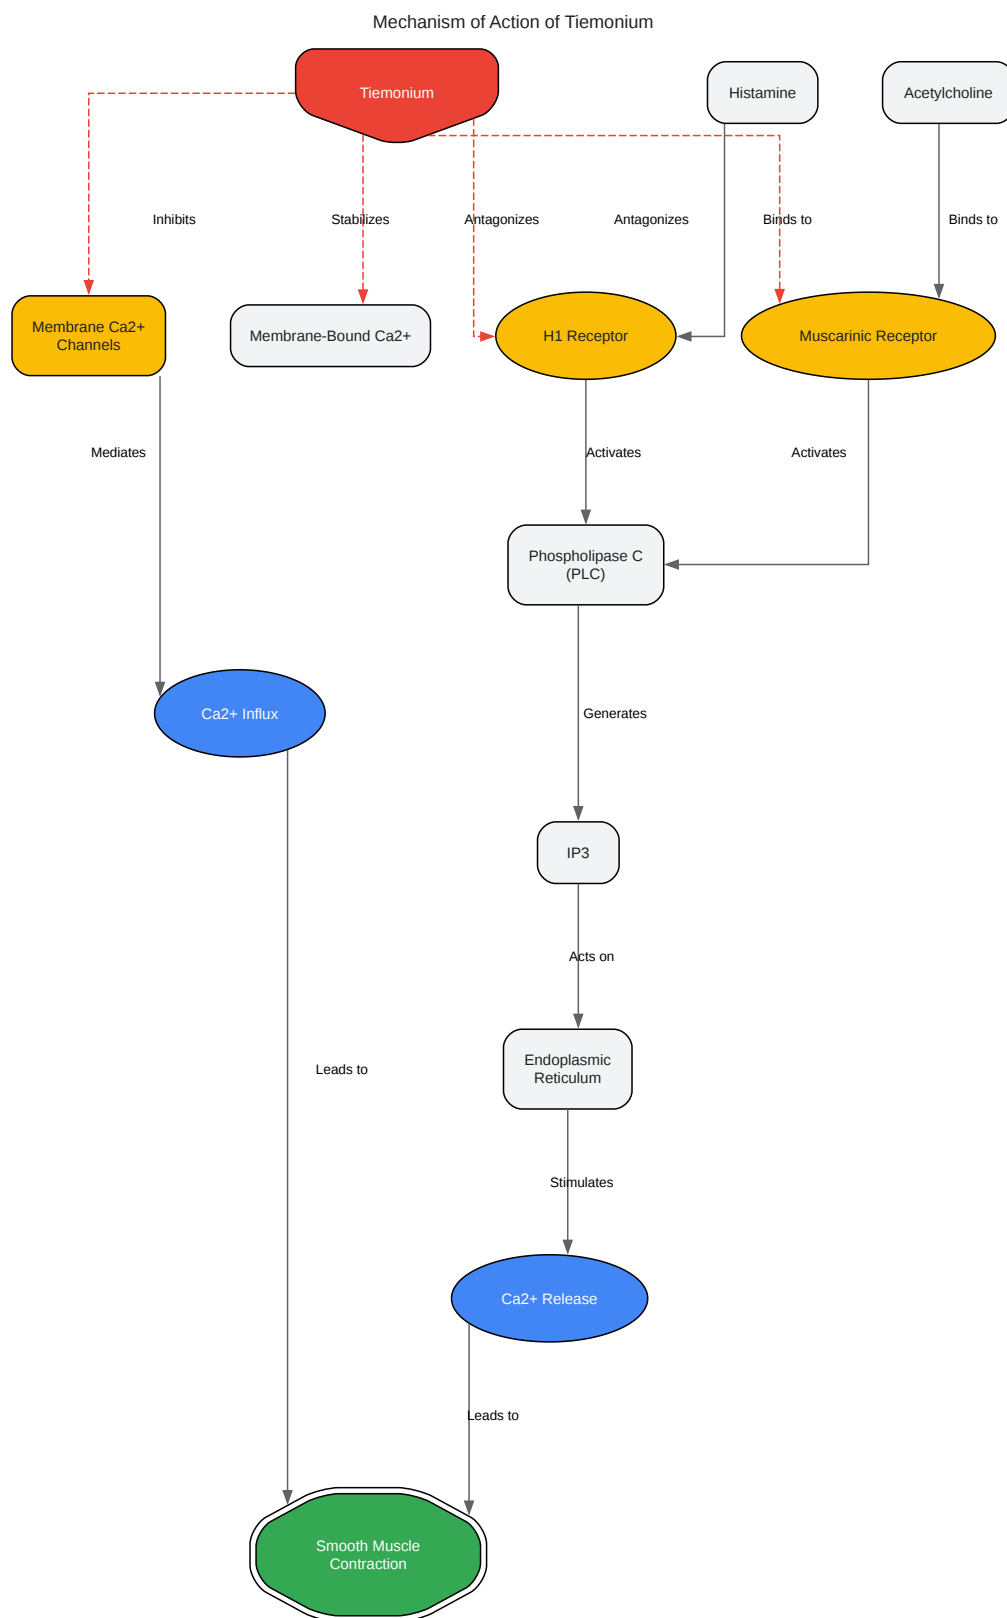 Mechanism of Action of Tiemonium
Tiemonium
Histamine
Acetylcholine
Inhibits
Stabilizes
Antagonizes
Antagonizes
Binds to
Binds to
Membrane Ca2+
Channels
Membrane-Bound Ca2+
H1 Receptor
Muscarinic Receptor
Mediates
Activates
Activates
Phospholipase C
(PLC)
Ca2+ Influx
Generates
IP3
Acts on
Endoplasmic
Reticulum
Leads to
Stimulates
Ca2+ Release
Leads to
Smooth Muscle
Contraction